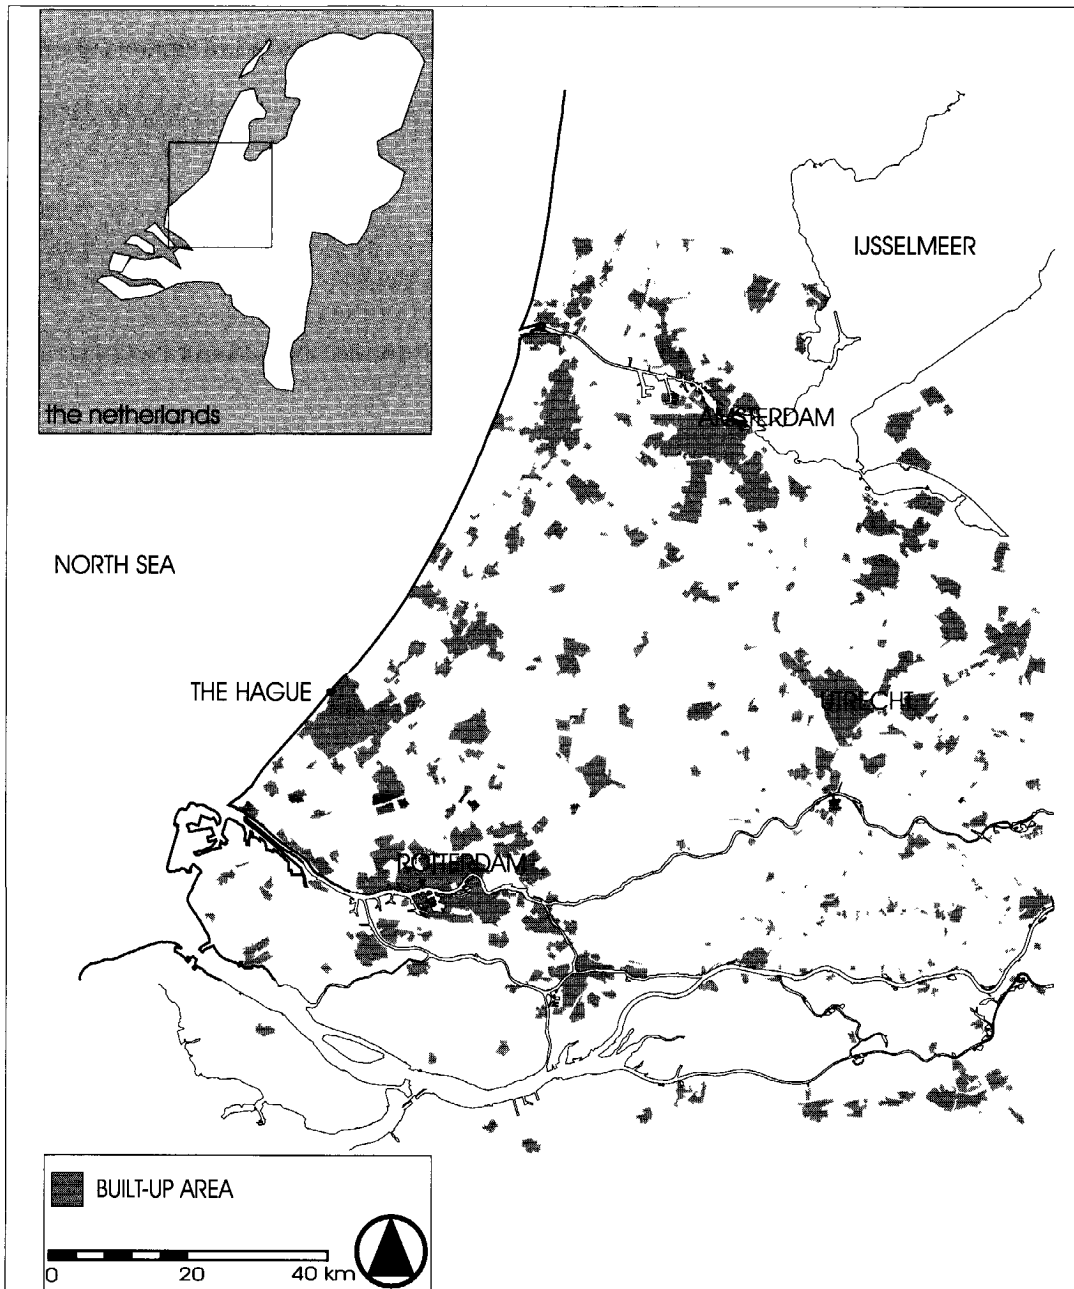 the netherlands
IJSSELMEER
AMSTERDAM
NORTH SEA
THE HAGUE
UTRECHT
ROTTERDAM
BUILT-UP AREA
0 20 40 km